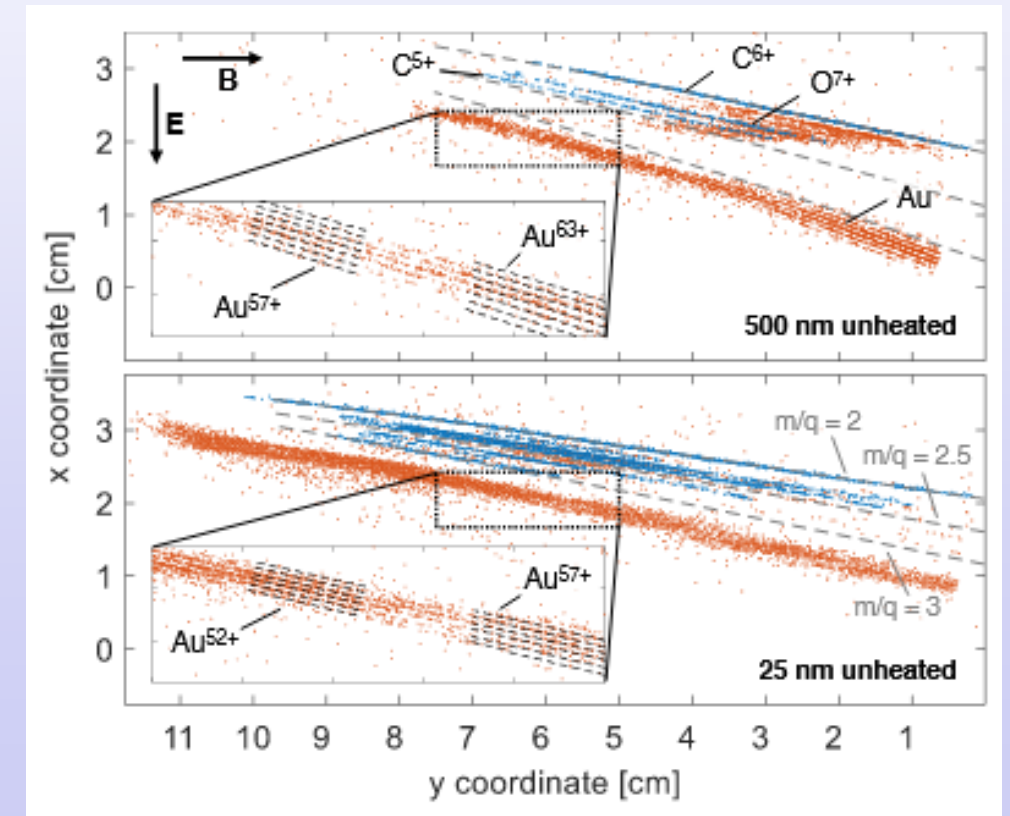 3
2
1
0
B
E
C5+
C6+
O7+
Au
Au63+
Au57+
500 nm unheated
x coordinate [cm]
3
2
1
0
m/q = 2
m/q = 2.5
m/q = 3
Au57+
Au52+
25 nm unheated
11 10 9 8 7 6 5 4 3 2 1
y coordinate [cm]